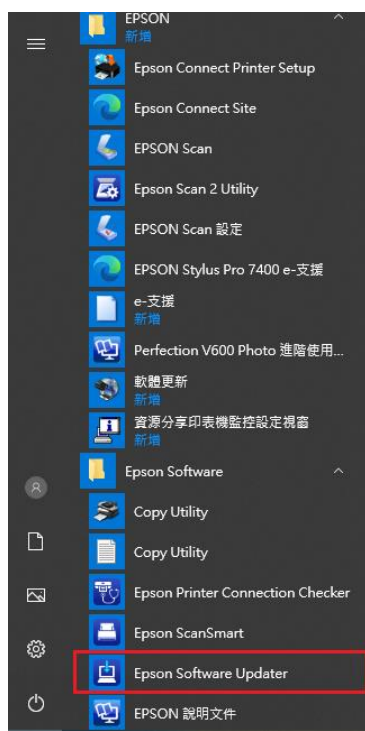 EPSON
新增
Epson Connect Printer Setup
Epson Connect Site
EPSON Scan
Epson Scan 2 Utility
EPSON Scan 設定
EPSON Stylus Pro 7400 e-支援
e-支援
新增
Perfection V600 Photo 進階使用...
軟體更新
新增
資源分享印表機監控設定視窗
新增
Epson Software
Copy Utility
Copy Utility
Epson Printer Connection Checker
Epson ScanSmart
Epson Software Updater
EPSON 說明文件